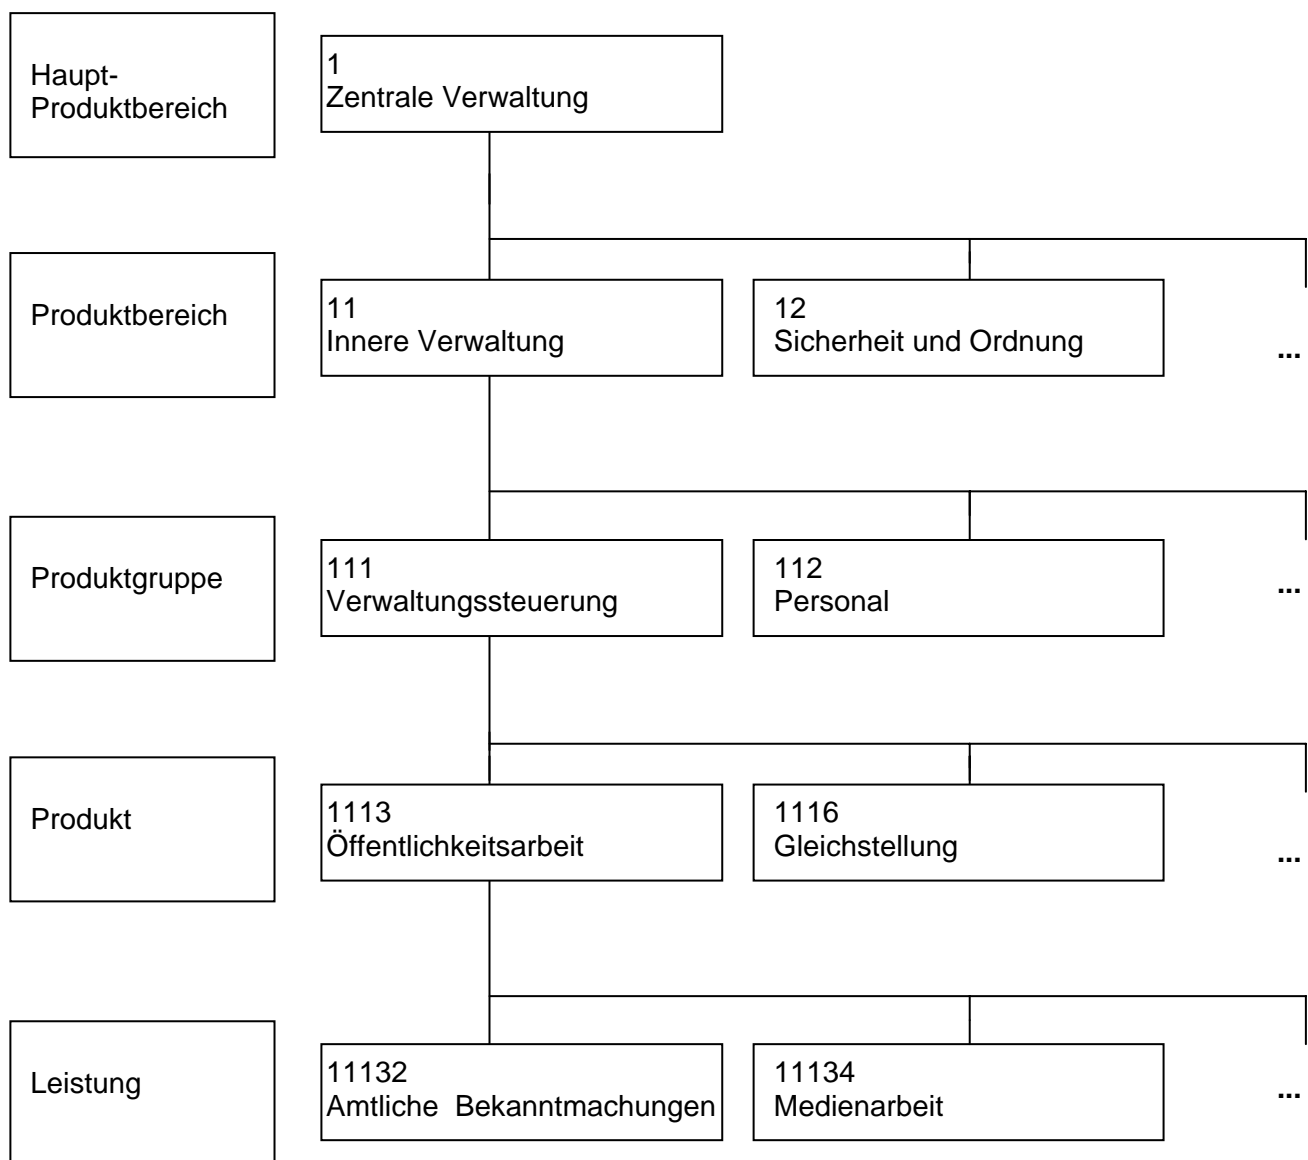 Haupt-
Produktbereich
1
Zentrale Verwaltung
Produktbereich
11
Innere Verwaltung
12
Sicherheit und Ordnung
...
Produktgruppe
111
Verwaltungssteuerung
112
Personal
...
Produkt
1113
Öffentlichkeitsarbeit
1116
Gleichstellung
...
Leistung
11132
Amtliche Bekanntmachungen
11134
Medienarbeit
...